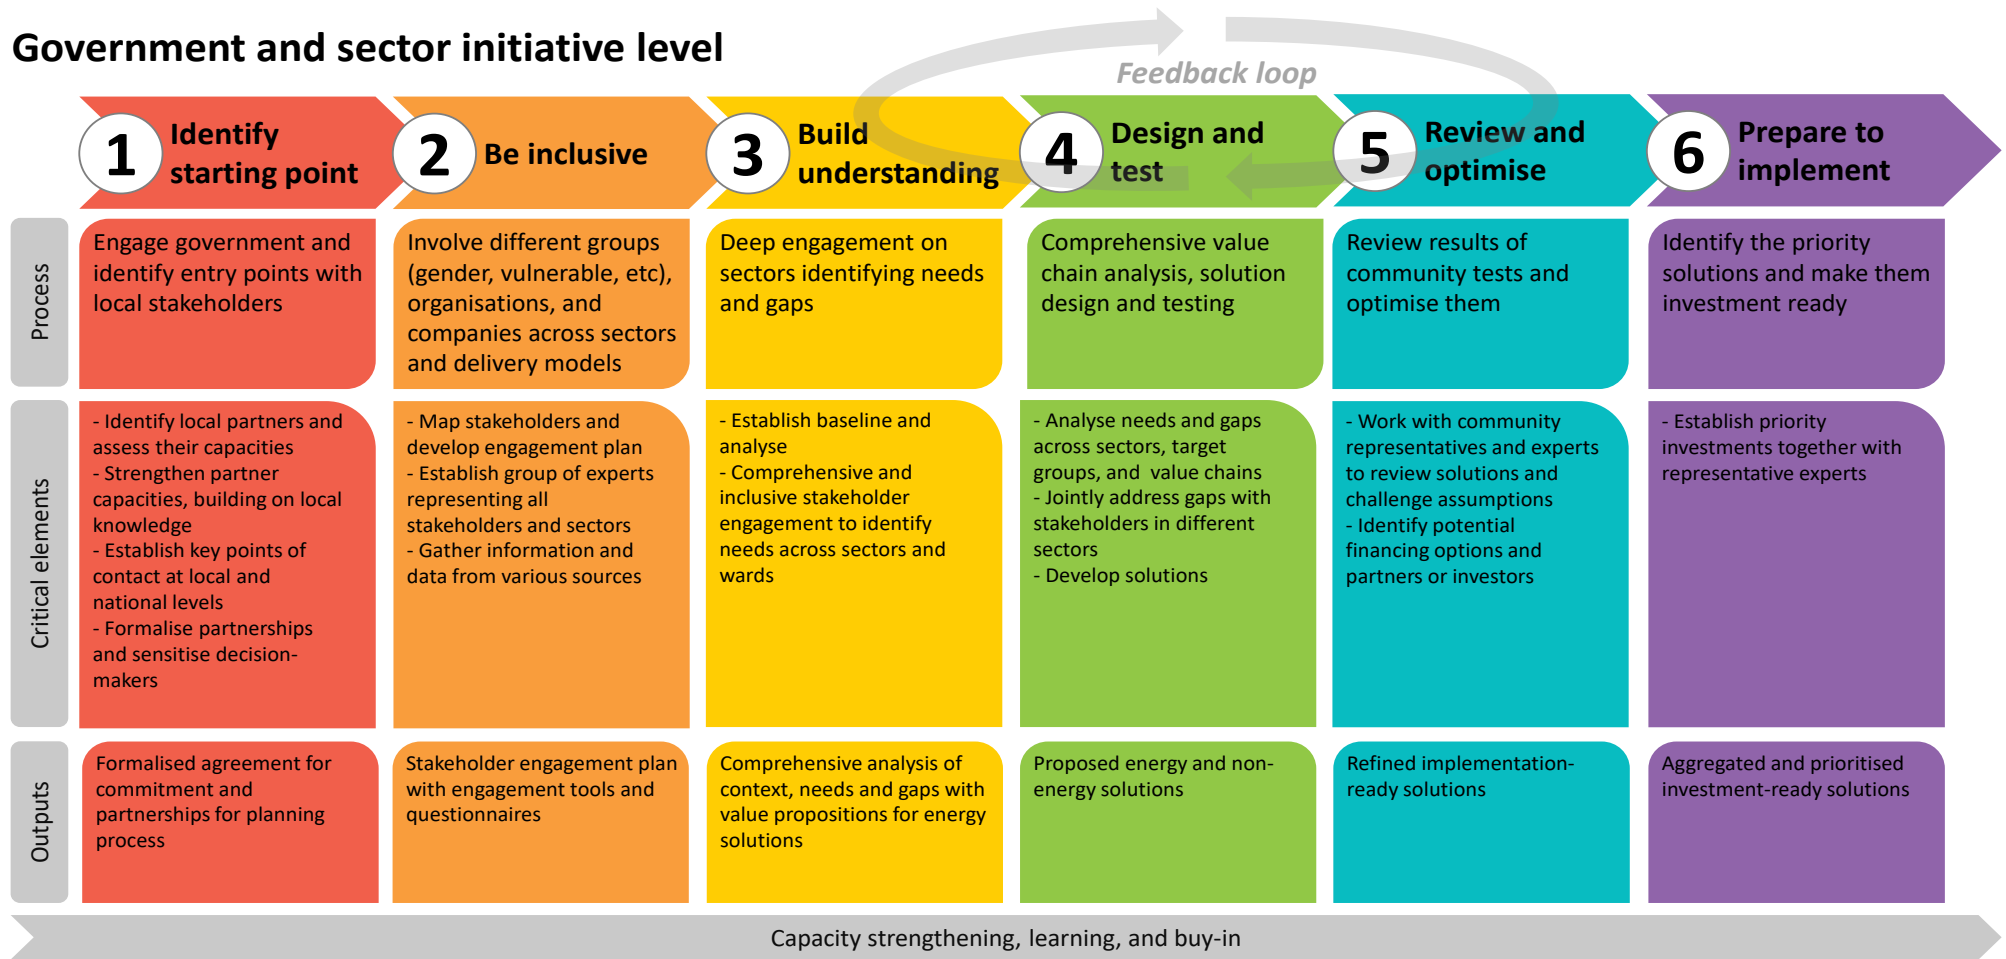 Government and sector initiative level
Feedback loop
1
Identify
starting point
2
Be inclusive
3
Build
understanding
4
Design and
test
5
Review and
optimise
6
Prepare to
implement
Process
Engage government and
identify entry points with
local stakeholders
Involve different groups
(gender, vulnerable, etc),
organisations, and
companies across sectors
and delivery models
Deep engagement on
sectors identifying needs
and gaps
Comprehensive value
chain analysis, solution
design and testing
Review results of
community tests and
optimise them
Identify the priority
solutions and make them
investment ready
Critical elements
- Identify local partners and
assess their capacities
- Strengthen partner
capacities, building on local
knowledge
- Establish key points of
contact at local and
national levels
- Formalise partnerships
and sensitise decision-
makers
- Map stakeholders and
develop engagement plan
- Establish group of experts
representing all
stakeholders and sectors
- Gather information and
data from various sources
- Establish baseline and
analyse
- Comprehensive and
inclusive stakeholder
engagement to identify
needs across sectors and
wards
- Analyse needs and gaps
across sectors, target
groups, and value chains
- Jointly address gaps with
stakeholders in different
sectors
- Develop solutions
- Work with community
representatives and experts
to review solutions and
challenge assumptions
- Identify potential
financing options and
partners or investors
- Establish priority
investments together with
representative experts
Outputs
Formalised agreement for
commitment and
partnerships for planning
process
Stakeholder engagement plan
with engagement tools and
questionnaires
Comprehensive analysis of
context, needs and gaps with
value propositions for energy
solutions
Proposed energy and non-
energy solutions
Refined implementation-
ready solutions
Aggregated and prioritised
investment-ready solutions
Capacity strengthening, learning, and buy-in